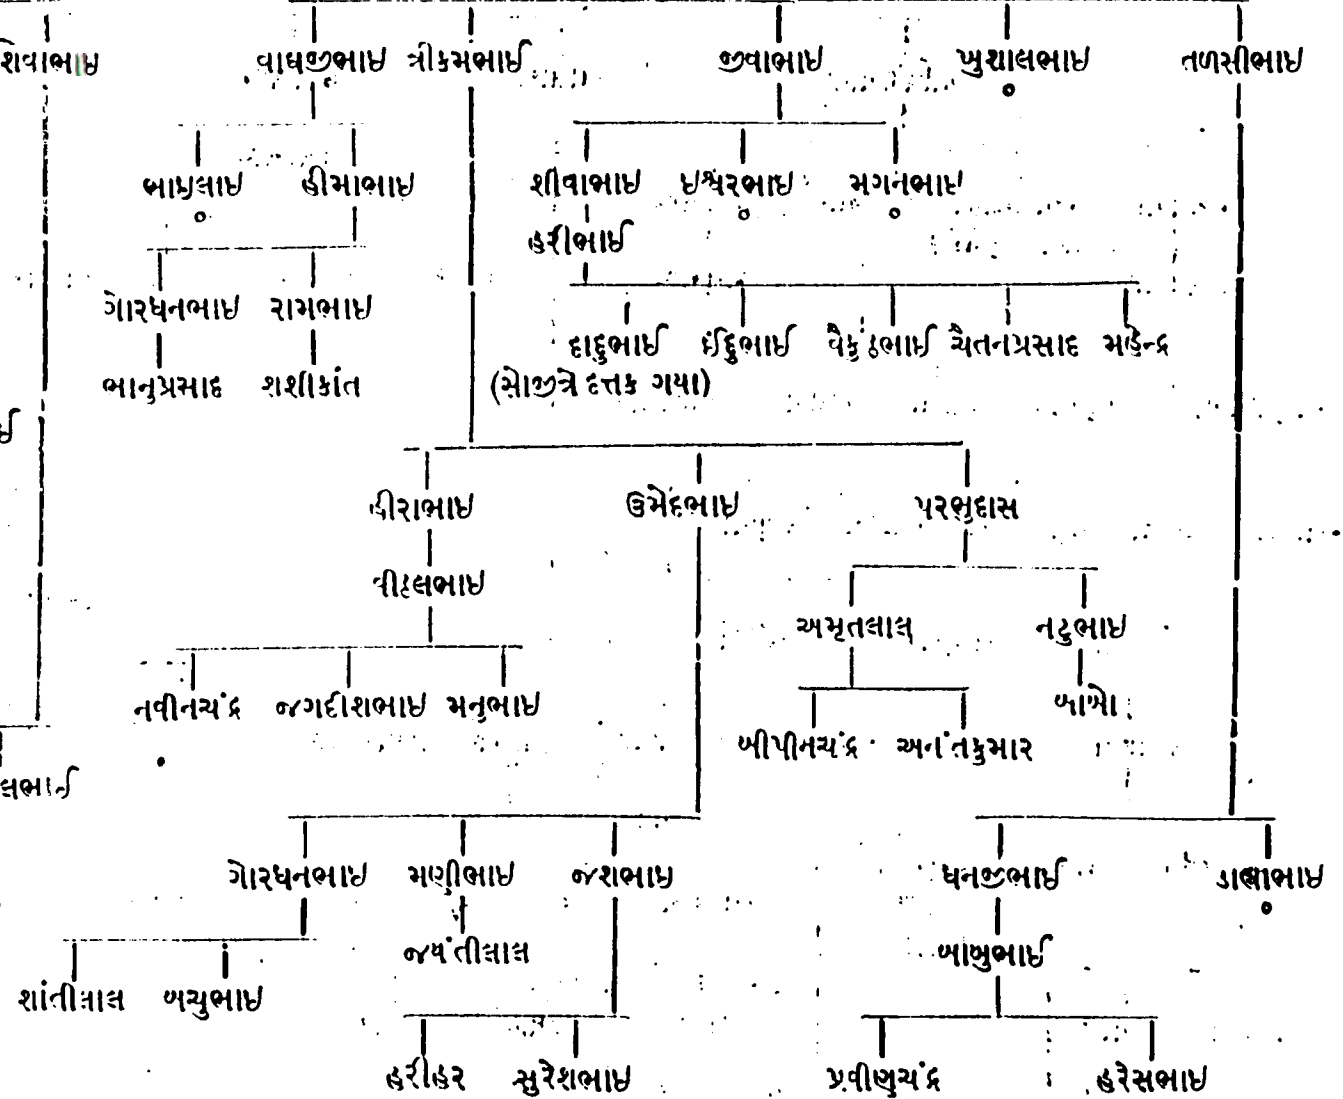 શિવાભાઇ વાઘજીભાઇ ત્રીકમભાઈ જીવાભાઇ ખુશાલભાઇ તળસીભાઇ
બાઇલાઇ હીમાભાઇ શીવાભાઇ ઇશ્વરભાઇ મગનભાઇ
હરીભાઈ
ગોરધનભાઇ રામભાઇ
દાદુભાઈ ઈંદુભાઈ વૈકુંઠભાઈ ચૈતનપ્રસાદ મહેન્દ્ર
ભાનુપ્રસાદ શશીકાંત (સોજીત્રે દત્તક ગયા)
હીરાભાઇ ઉમેદભાઇ પરભુદાસ
વીઠલભાઇ
અમૃતલાલ નટુભાઇ
નવીનચંદ્ર જગદીશભાઇ મનુભાઇ બાબો
બીપીનચંદ્ર અનંતકુમાર
ગોરધનભાઇ મણીભાઇ જશભાઇ ધનજીભાઈ ડાહ્યાભાઇ
જયંતીલાલ બાબુભાઈ
શાંતીલાલ બચુભાઇ
હરીહર સુરેશભાઇ પ્રવીણચંદ્ર હરેસભાઇ